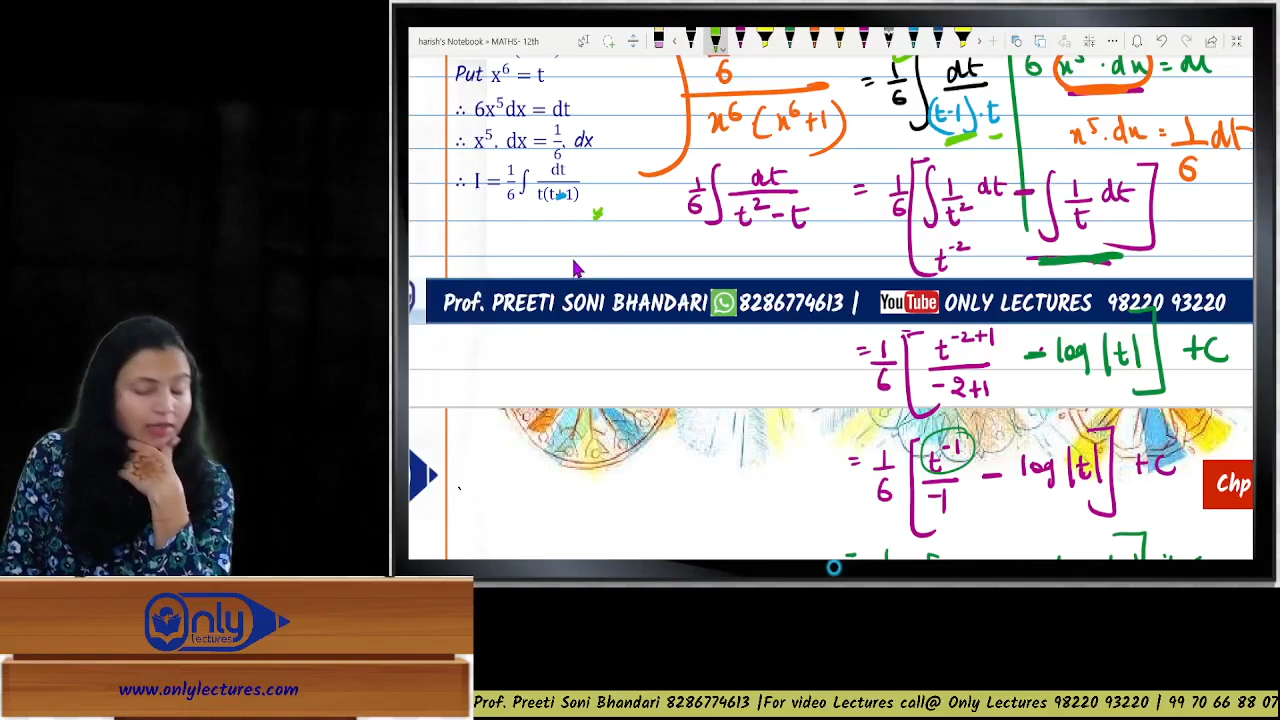 harish's Notebook » MATHS- 12th
Put x⁶ = t
∴ 6x⁵dx = dt
∴ x⁵. dx = 1/6. dx
∴ I = 1/6 ∫ dt / t(t-1)
6
x⁶ (x⁶+1)
= 1/6 ∫ dt / (t-1)·t
x⁵·dx = 1/6 dt
1/6 ∫ dt / t² - t = 1/6 [ ∫ 1/t² dt - ∫ 1/t dt ]
t⁻²
Prof. PREETI SONI BHANDARI 8286774613 | YouTube ONLY LECTURES 98220 93220
= 1/6 [ t⁻²⁺¹ / -2+1 - log |t| ] + C
= 1/6 [ t⁻¹ / -1 - log |t| ] + C
Chp
Only
lectures
www.onlylectures.com
Prof. Preeti Soni Bhandari 8286774613 |For video Lectures call@ Only Lectures 98220 93220 | 99 70 66 88 07